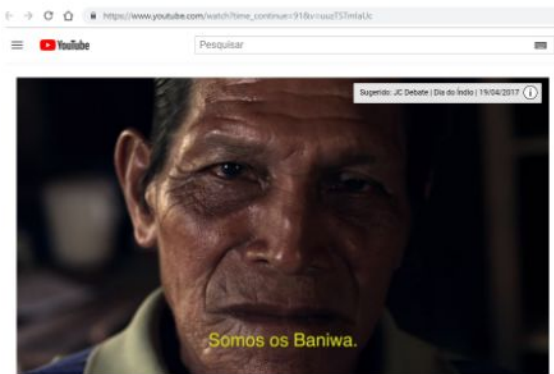 https://www.youtube.com/watch?time_continue=91&v=uuzTSTmlaUc
YouTube
Pesquisar
Sugerido: JC Debate | Dia do Índio | 19/04/2017
Somos os Baniwa.